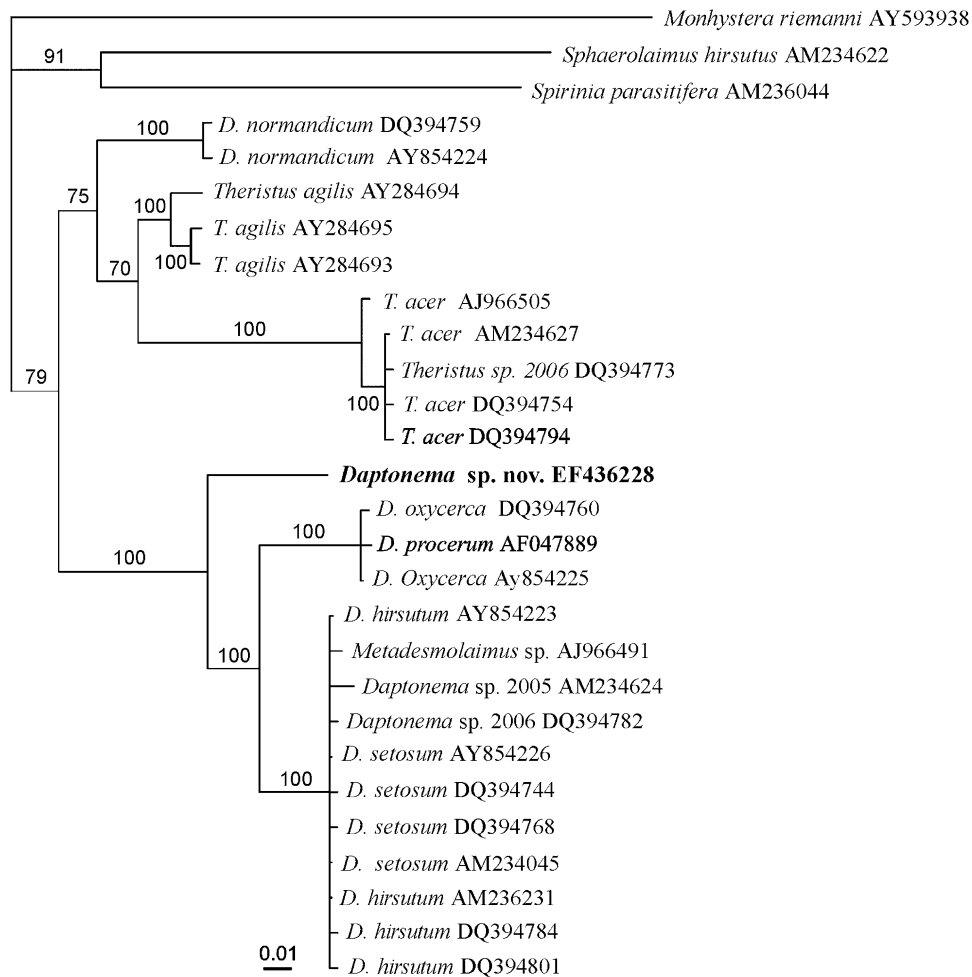 Monhystera riemanni AY593938
91
Sphaerolaimus hirsutus AM234622
Spirinia parasitifera AM236044
100
D. normandicum DQ394759
D. normandicum AY854224
75
100
Theristus agilis AY284694
T. agilis AY284695
100
T. agilis AY284693
70
T. acer AJ966505
100
T. acer AM234627
Theristus sp. 2006 DQ394773
79
100
T. acer DQ394754
T. acer DQ394794
Daptonema sp. nov. EF436228
D. oxycerca DQ394760
100
D. procerum AF047889
100
D. Oxycerca Ay854225
D. hirsutum AY854223
100
Metadesmolaimus sp. AJ966491
Daptonema sp. 2005 AM234624
Daptonema sp. 2006 DQ394782
D. setosum AY854226
100
D. setosum DQ394744
D. setosum DQ394768
D. setosum AM234045
D. hirsutum AM236231
D. hirsutum DQ394784
0.01
D. hirsutum DQ394801